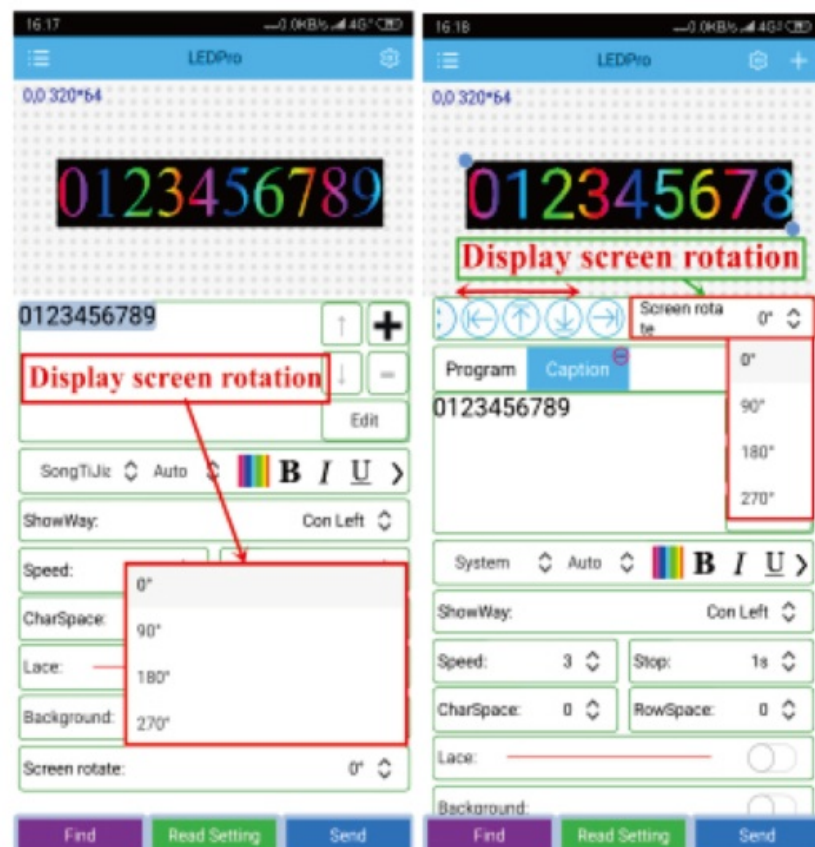 16.17
0.0KB/s 4G
LEDPro
0,0 320*64
0123456789
0123456789
Display screen rotation
Edit
SongTiJi Auto B I U
ShowWay: Con Left
Speed:
0°
CharSpace:
90°
Lace:
180°
Background:
270°
Screen rotate: 0°
Find Read Setting Send
16.18
0.0KB/s 4G
LEDPro
0,0 320*64
012345678
Display screen rotation
Screen rota
te
0°
Program Caption
0°
0123456789
90°
180°
270°
System Auto B I U
ShowWay: Con Left
Speed: 3 Stop: 1s
CharSpace: 0 RowSpace: 0
Lace:
Background:
Find Read Setting Send